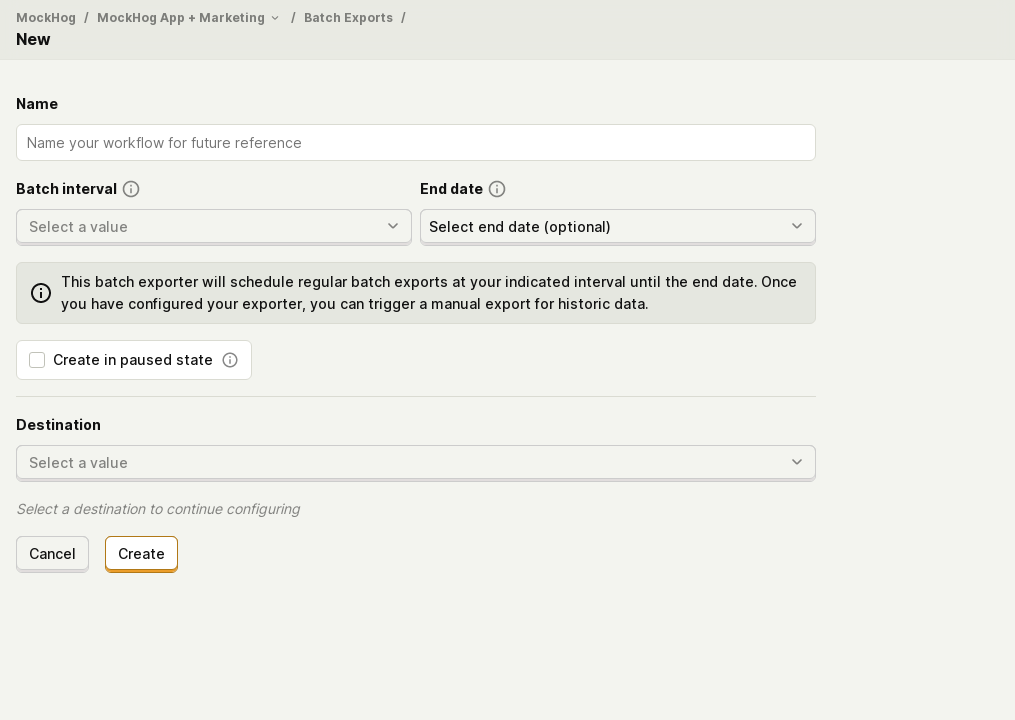 MockHog / MockHog App + Marketing / Batch Exports /
New
Name
Name your workflow for future reference
Batch interval
End date
Select a value
Select end date (optional)
This batch exporter will schedule regular batch exports at your indicated interval until the end date. Once
you have configured your exporter, you can trigger a manual export for historic data.
Create in paused state
Destination
Select a value
Select a destination to continue configuring
Cancel
Create